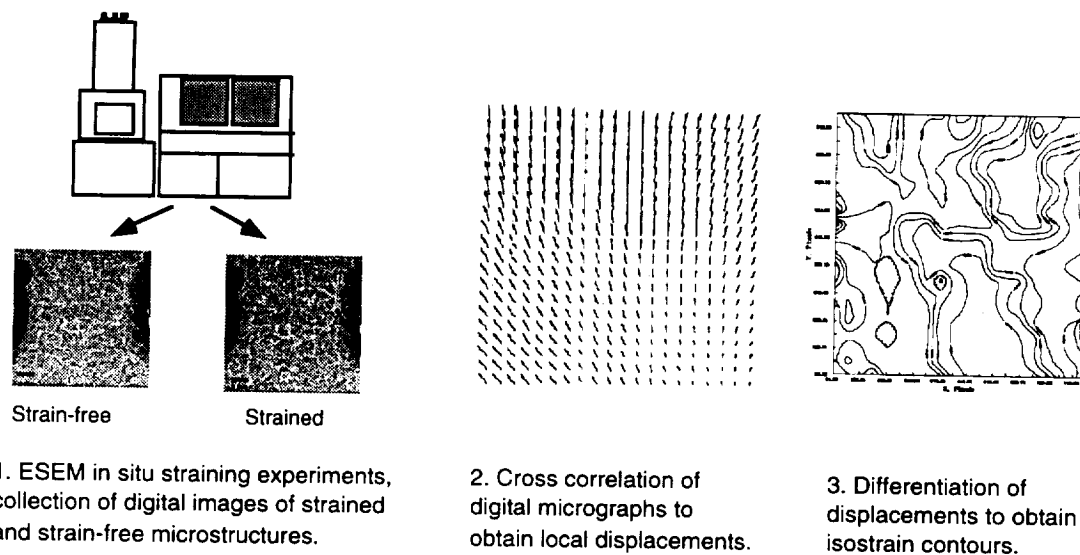 Strain-free
Strained
1. ESEM in situ straining experiments,
collection of digital images of strained
and strain-free microstructures.
2. Cross correlation of
digital micrographs to
obtain local displacements.
3. Differentiation of
displacements to obtain
isostrain contours.